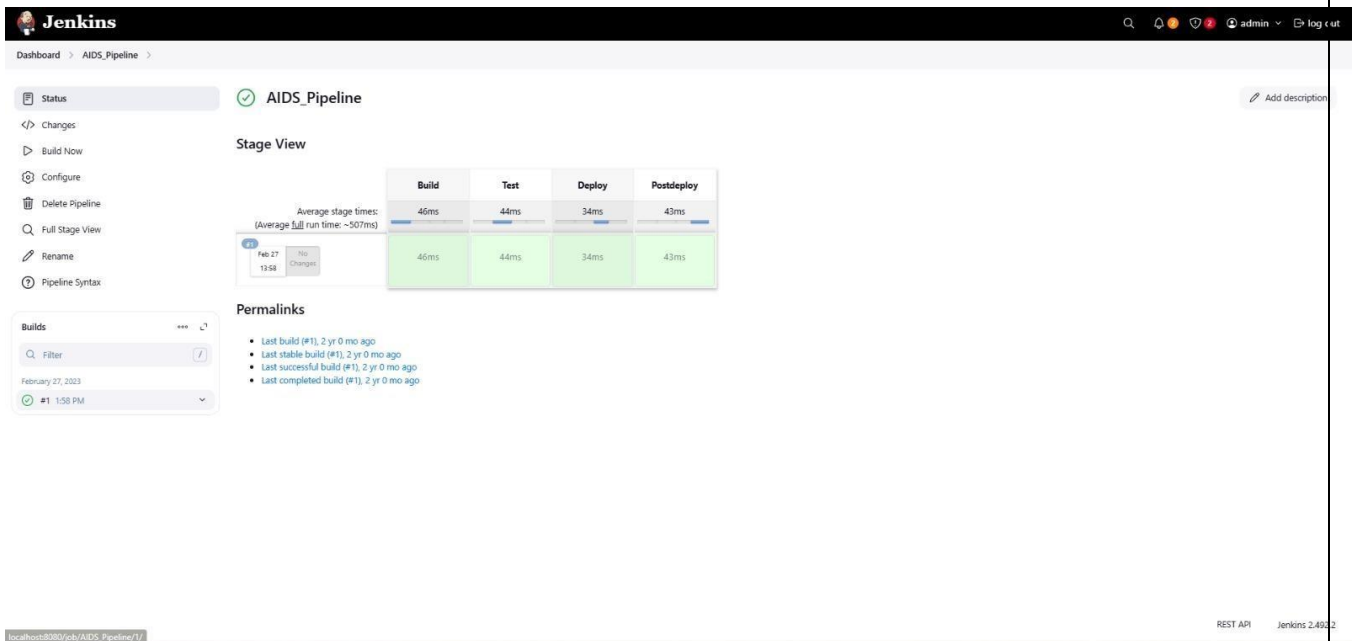 Jenkins
2
2
admin
log out
Dashboard > AIDS_Pipeline >
Status
Changes
Build Now
Configure
Delete Pipeline
Full Stage View
Rename
Pipeline Syntax
Builds
Filter
/
February 27, 2023
#1 1:58 PM
AIDS_Pipeline
Add description
Stage View
Build Test Deploy Postdeploy
Average stage times: 46ms 44ms 34ms 43ms
(Average full run time: ~507ms)
#1
Feb 27
13:58
No
Changes
46ms 44ms 34ms 43ms
Permalinks
Last build (#1), 2 yr 0 mo ago
Last stable build (#1), 2 yr 0 mo ago
Last successful build (#1), 2 yr 0 mo ago
Last completed build (#1), 2 yr 0 mo ago
REST API Jenkins 2.492.2
localhost:8080/job/AIDS_Pipeline/1/